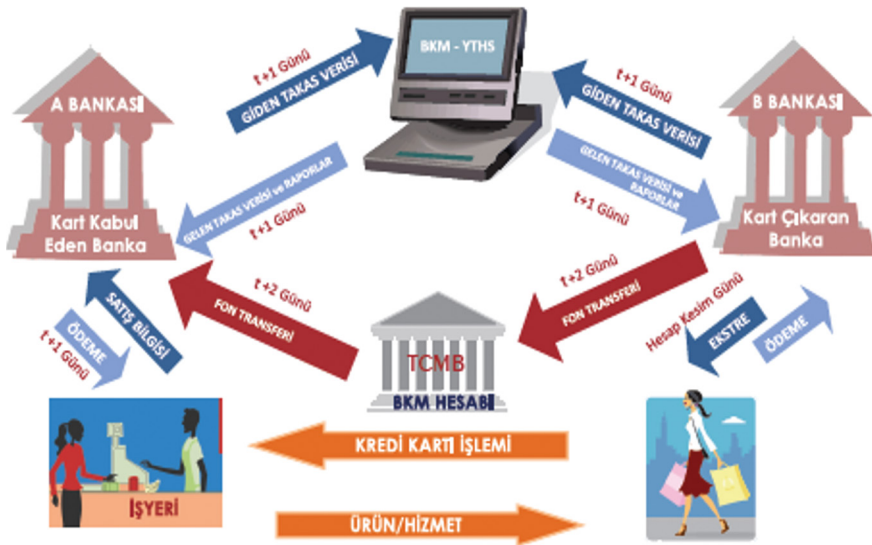 BKM - YTHS
t+1 Günü
GİDEN TAKAS VERİSİ
t+1 Günü
GİDEN TAKAS VERİSİ
A BANKASI
B BANKASI
GELEN TAKAS VERİSİ ve RAPORLAR
t+1 Günü
GELEN TAKAS VERİSİ ve
RAPORLAR
t+1 Günü
Kart Kabul
Eden Banka
Kart Çıkaran
Banka
t+2 Günü
FON TRANSFERİ
t+2 Günü
FON TRANSFERİ
SATIŞ BİLGİSİ
ÖDEME
t+1 Günü
TCMB
BKM HESABI
Hesap Kesim Günü
EKSTRE
ÖDEME
KREDİ KARTI İŞLEMİ
İŞYERİ
ÜRÜN/HİZMET